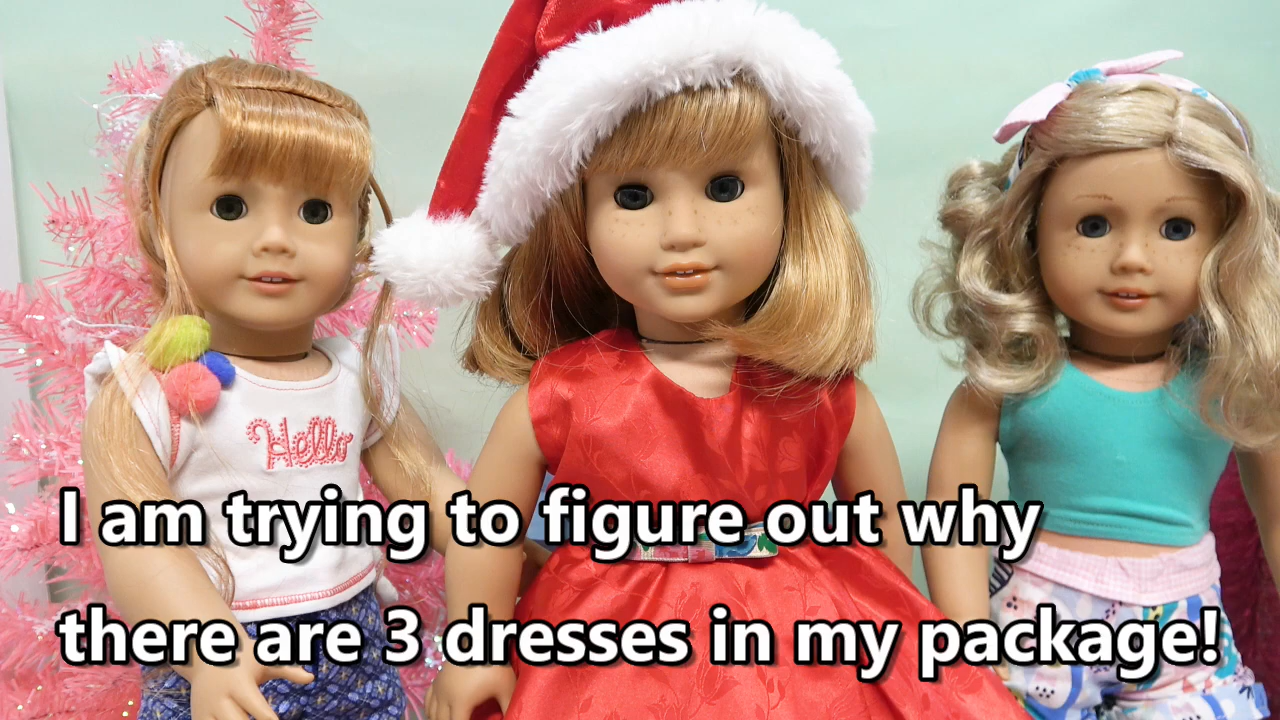 Hello
I am trying to figure out why
there are 3 dresses in my package!